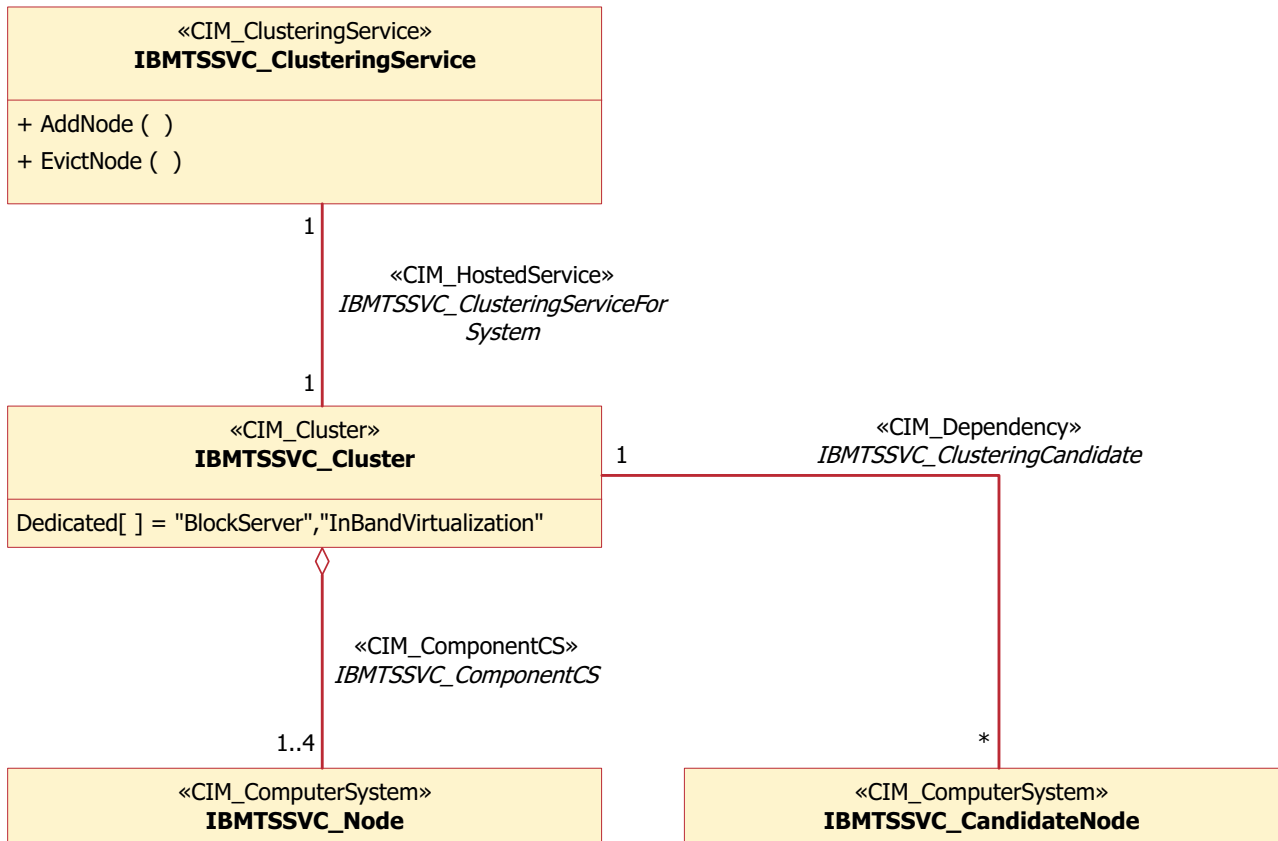 «CIM_ClusteringService»
IBMTSSVC_ClusteringService
+ AddNode ( )
+ EvictNode ( )
1
«CIM_HostedService»
IBMTSSVC_ClusteringServiceFor
System
1
«CIM_Cluster»
IBMTSSVC_Cluster
Dedicated[ ] = "BlockServer","InBandVirtualization"
1
«CIM_Dependency»
IBMTSSVC_ClusteringCandidate
«CIM_ComponentCS»
IBMTSSVC_ComponentCS
1..4
*
«CIM_ComputerSystem»
IBMTSSVC_Node
«CIM_ComputerSystem»
IBMTSSVC_CandidateNode